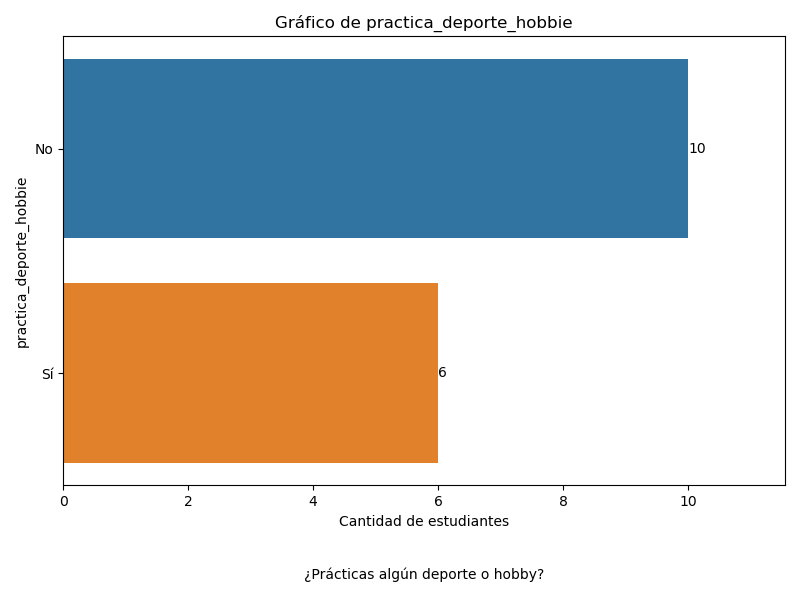 Gráfico de practica_deporte_hobbie
practica_deporte_hobbie
No
10
Sí
6
0 2 4 6 8 10
Cantidad de estudiantes
¿Prácticas algún deporte o hobby?